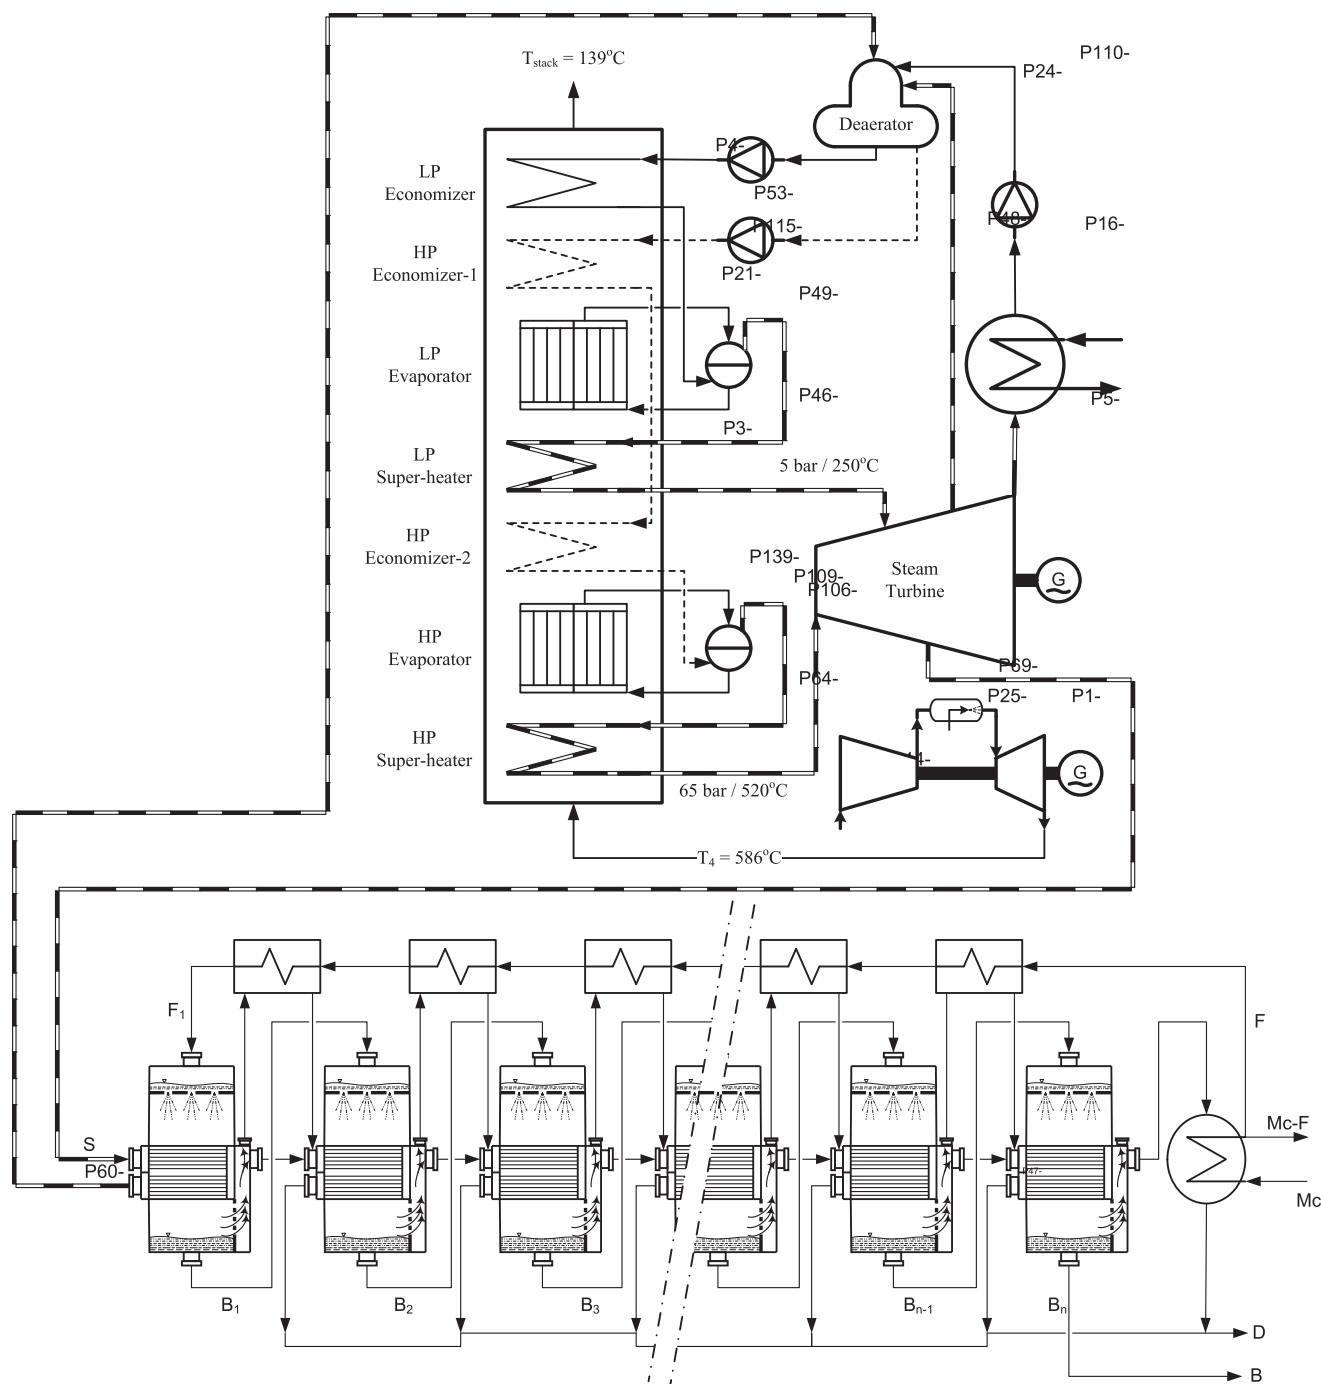 P110-
T_stack = 139°C
P24-
Deaerator
P4-
LP
Economizer
P53-
P48-
P16-
P115-
HP
Economizer-1
P21-
P49-
LP
Evaporator
P46-
P5-
P3-
LP
Super-heater
5 bar / 250°C
HP
Economizer-2
P139-
P109-
P106-
Steam
Turbine
G
HP
Evaporator
P69-
P64-
P25-
P1-
HP
Super-heater
4-
G
65 bar / 520°C
T₄ = 586°C
F₁
F
S
Mc-F
P60-
P47-
Mc
B₁
B₂
B₃
Bₙ₋₁
Bₙ
D
B